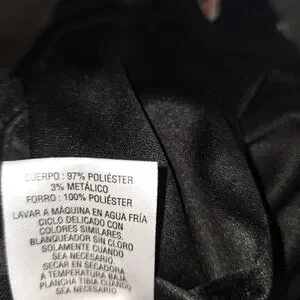 CUERPO : 97% POLIÉSTER
3% METÁLICO
FORRO : 100% POLIÉSTER
LAVAR A MÁQUINA EN AGUA FRÍA
CICLO DELICADO CON
COLORES SIMILARES.
BLANQUEADOR SIN CLORO
SOLAMENTE CUANDO
SEA NECESARIO.
SECAR EN SECADORA
A TEMPERATURA BAJA.
PLANCHA TIBIA CUANDO
SEA NECESARIO